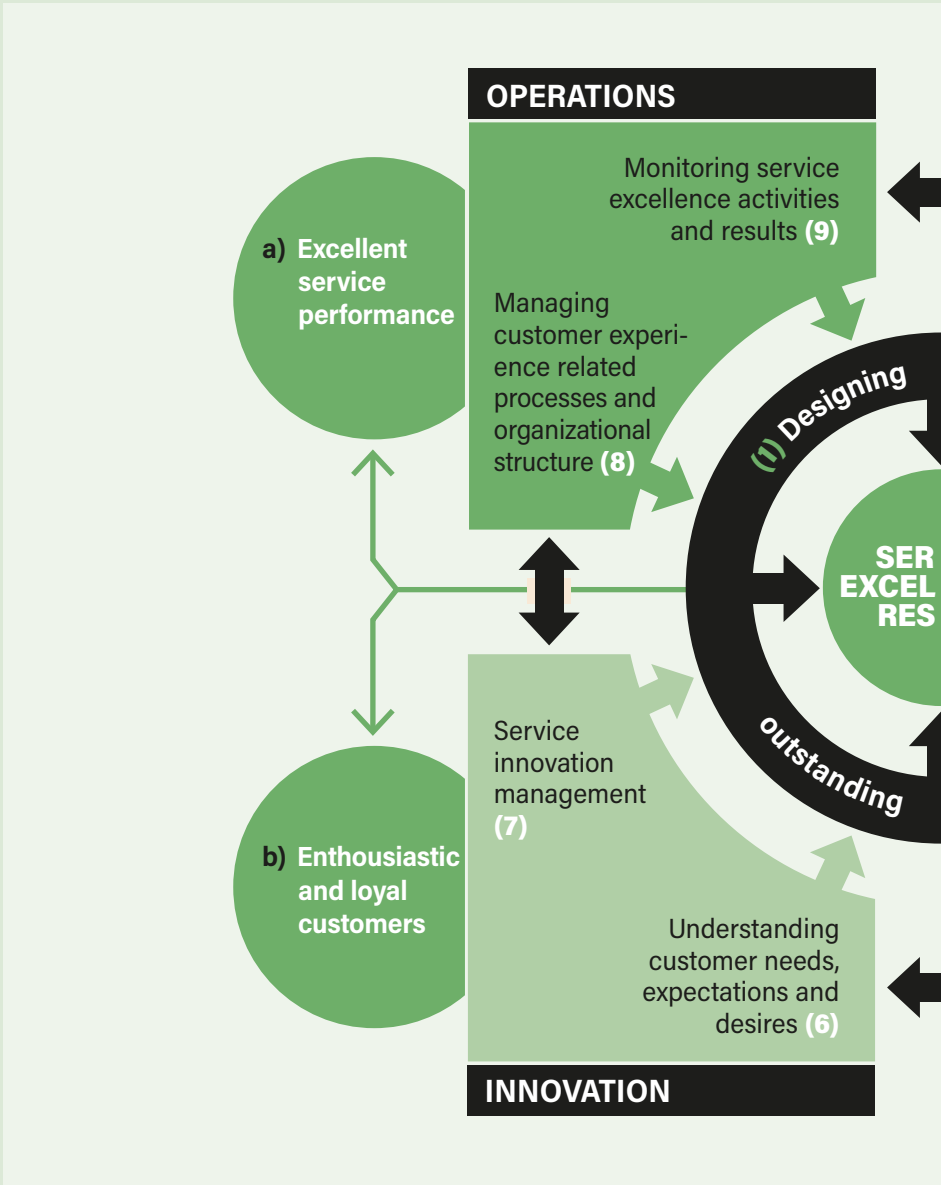 OPERATIONS
Monitoring service
excellence activities
and results (9)
a) Excellent
service
performance
Managing
customer experi-
ence related
processes and
organizational
structure (8)
(1) Designing
SER
EXCEL
RES
outstanding
Service
innovation
management
(7)
b) Enthousiastic
and loyal
customers
Understanding
customer needs,
expectations and
desires (6)
INNOVATION